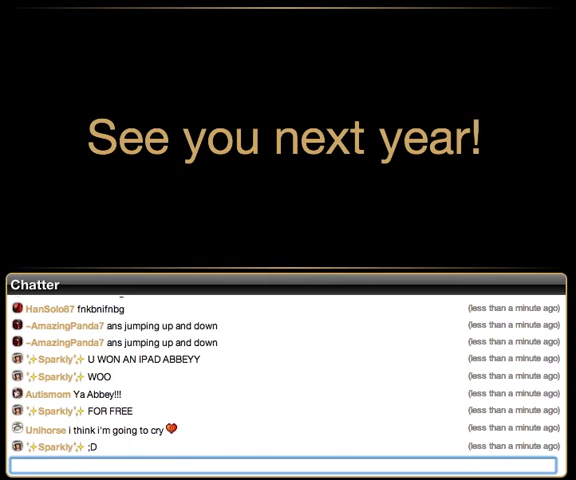 See you next year!
Chatter
HanSolo87 fnkbnifnbg (less than a minute ago)
~AmazingPanda7 ans jumping up and down (less than a minute ago)
~AmazingPanda7 ans jumping up and down (less than a minute ago)
✨Sparkly✨ U WON AN IPAD ABBEYY (less than a minute ago)
✨Sparkly✨ WOO (less than a minute ago)
Autismom Ya Abbey!!! (less than a minute ago)
✨Sparkly✨ FOR FREE (less than a minute ago)
Unihorse i think i'm going to cry 💔 (less than a minute ago)
✨Sparkly✨ ;D (less than a minute ago)